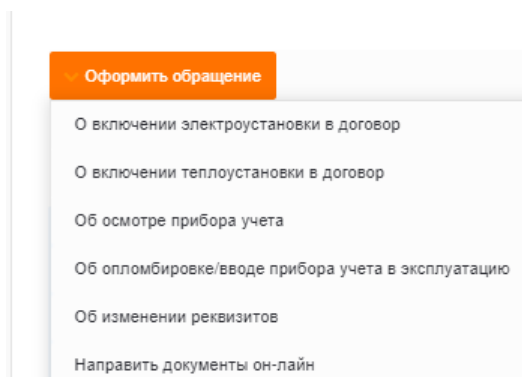 Оформить обращение
О включении электроустановки в договор
О включении теплоустановки в договор
Об осмотре прибора учета
Об опломбировке/вводе прибора учета в эксплуатацию
Об изменении реквизитов
Направить документы он-лайн